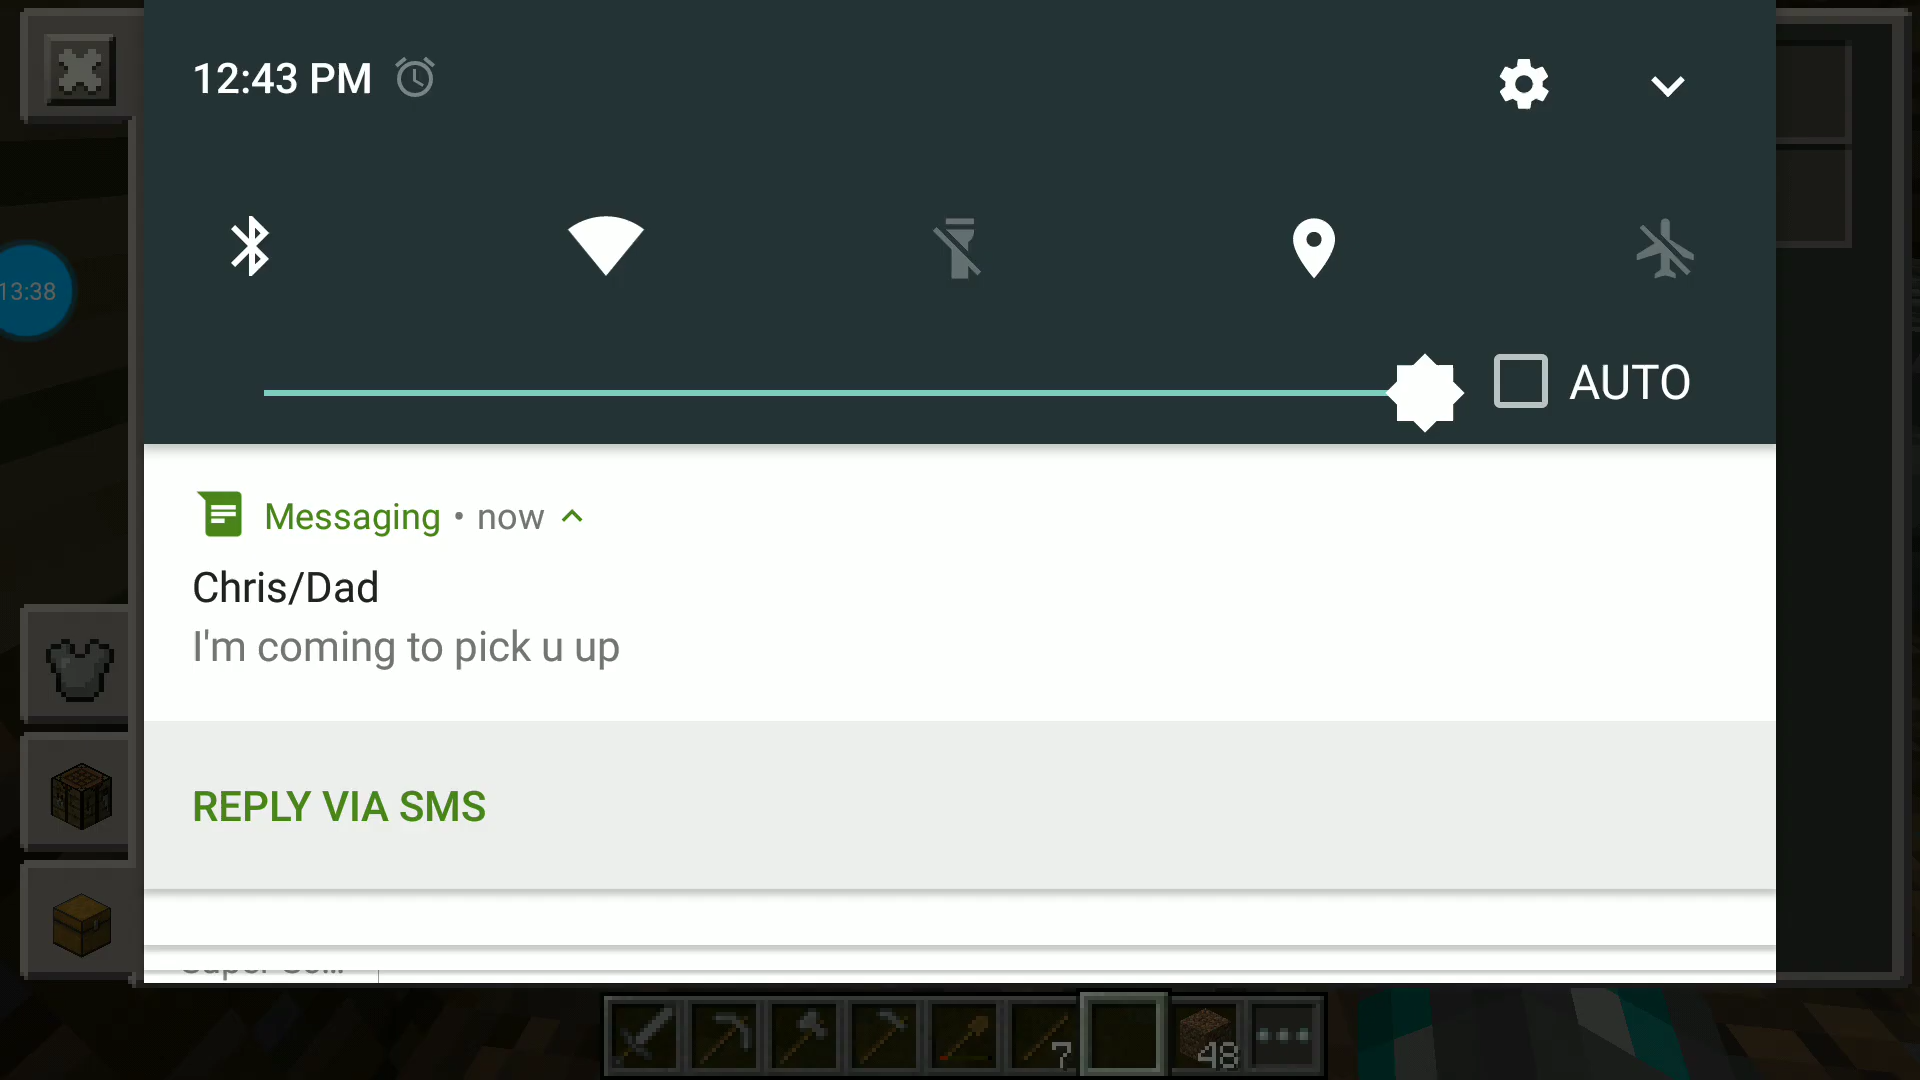 12:43 PM
13:38
AUTO
Messaging • now
Chris/Dad
I'm coming to pick u up
REPLY VIA SMS
7
48